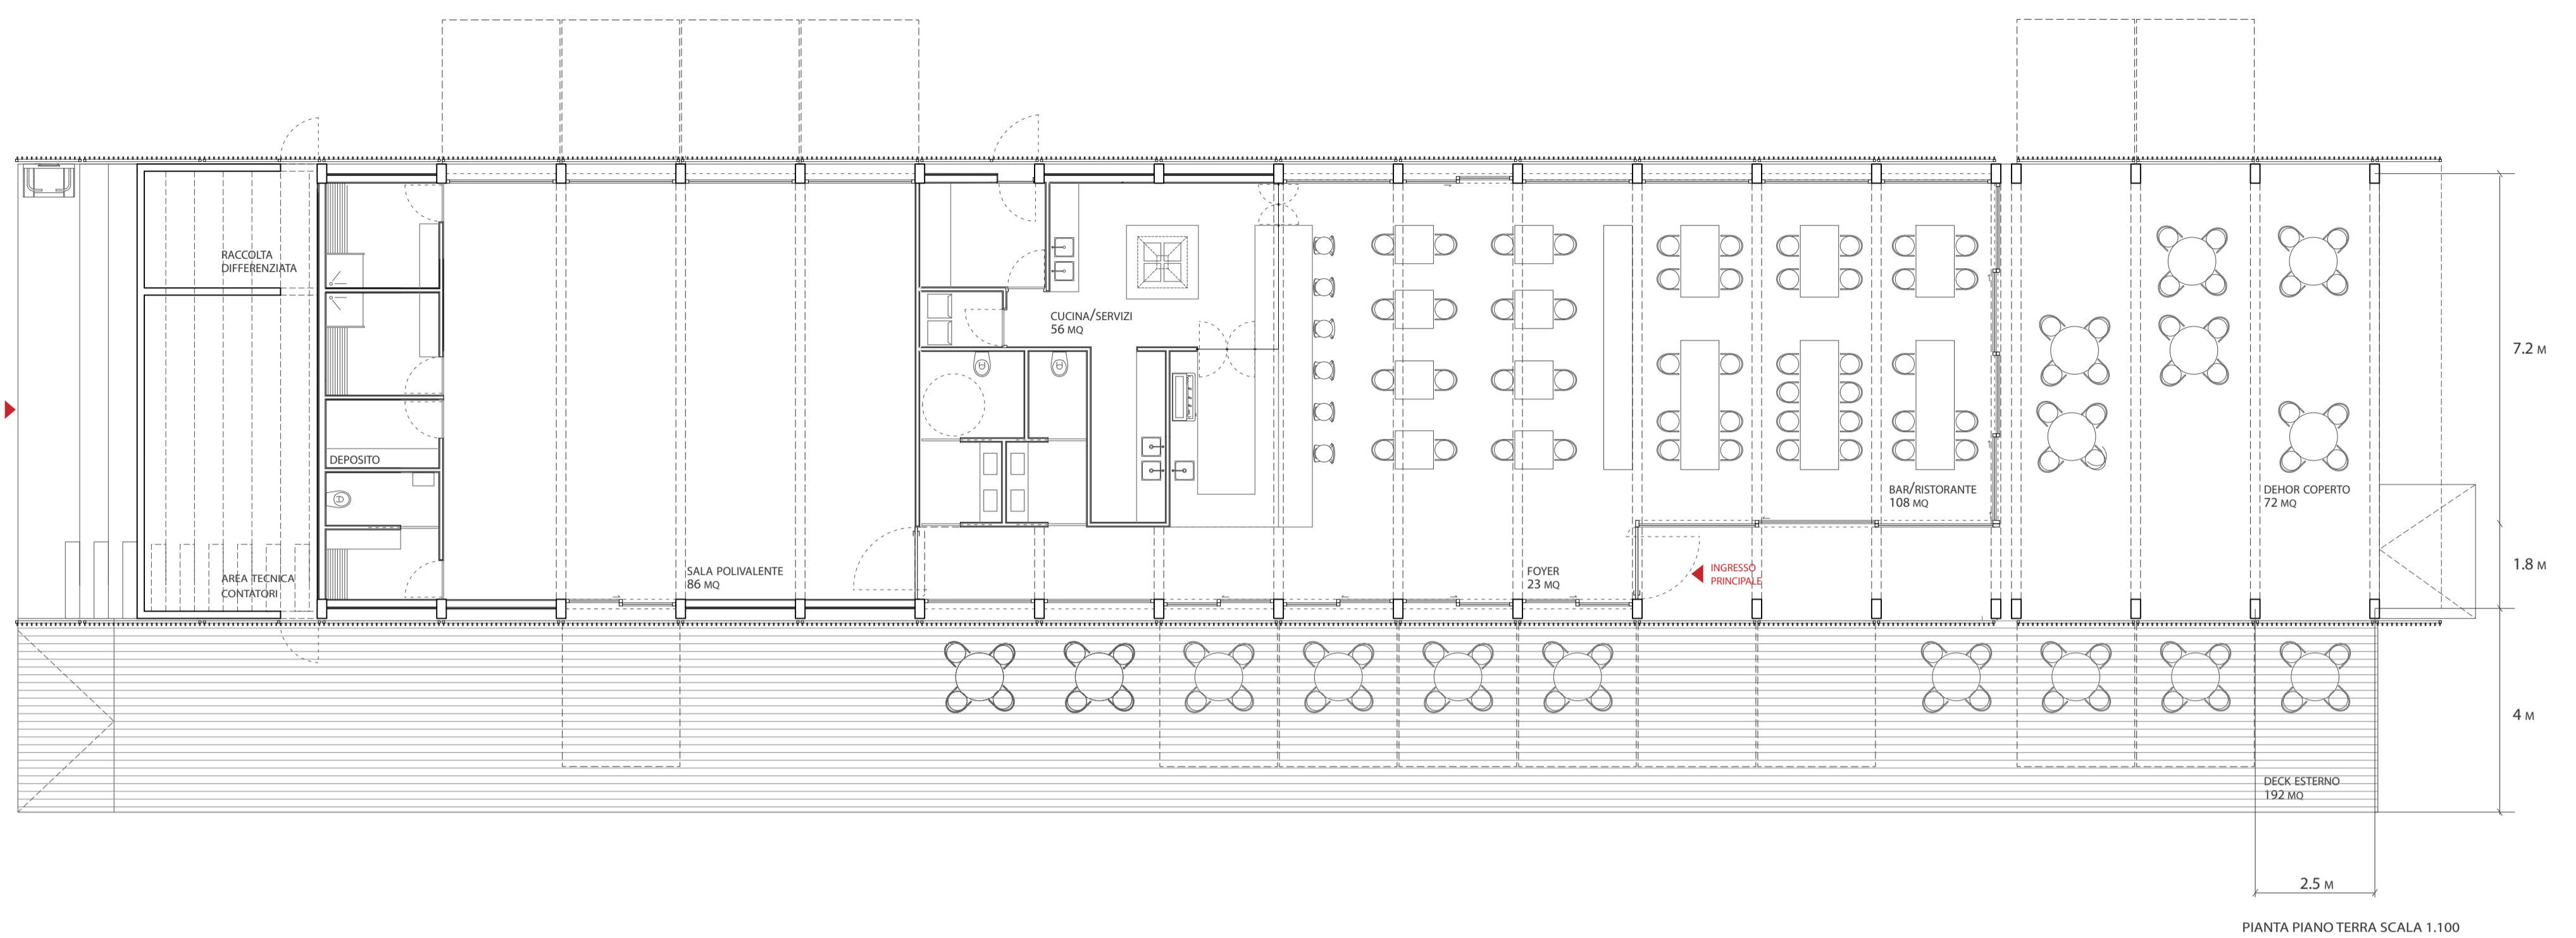 RACCOLTA
DIFFERENZIATA
CUCINA/SERVIZI
56 MQ
7.2 M
DEPOSITO
BAR/RISTORANTE
108 MQ
DEHOR COPERTO
72 MQ
AREA TECNICA
CONTATORI
SALA POLIVALENTE
86 MQ
FOYER
23 MQ
INGRESSO
PRINCIPALE
1.8 M
4 M
DECK ESTERNO
192 MQ
2.5 M
PIANTA PIANO TERRA SCALA 1.100